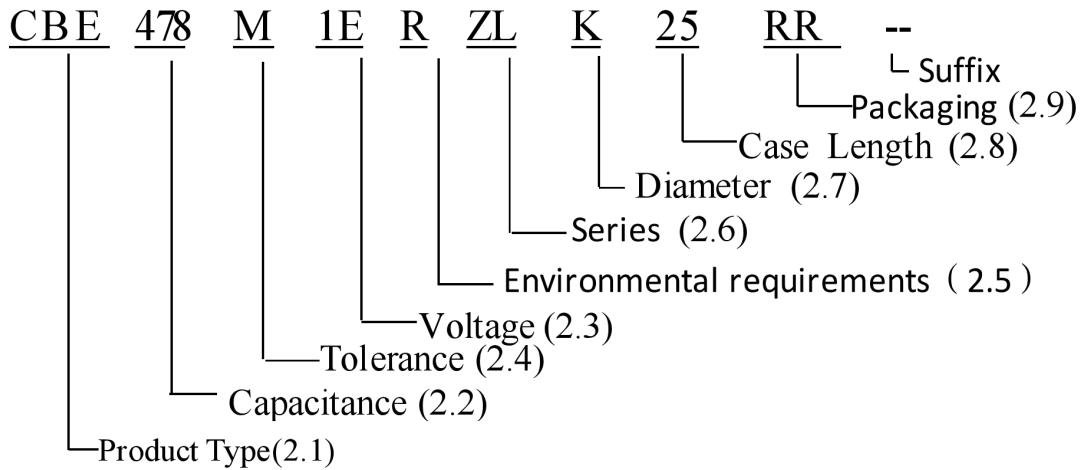 CBE 478 M 1E R ZL K 25 RR --
Suffix
Packaging (2.9)
Case Length (2.8)
Diameter (2.7)
Series (2.6)
Environmental requirements（2.5）
Voltage (2.3)
Tolerance (2.4)
Capacitance (2.2)
Product Type(2.1)